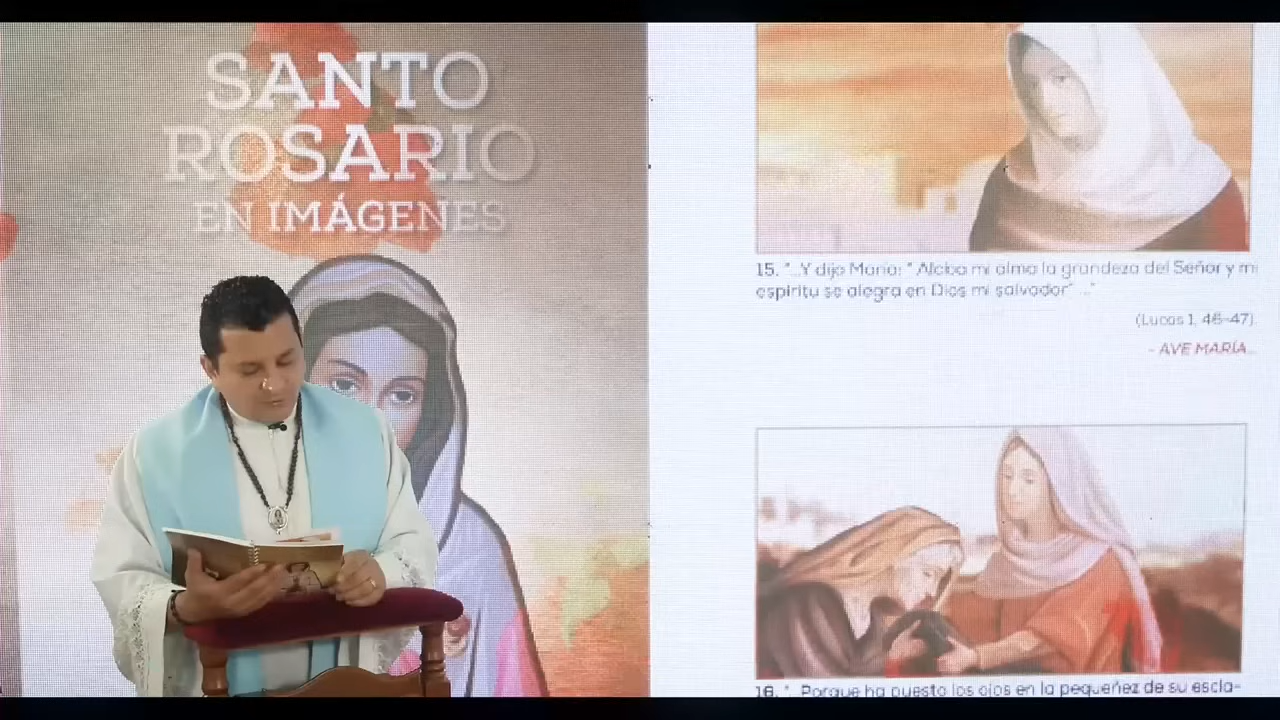 SANTO
ROSARIO
EN IMÁGENES
15. "...Y dijo María: " Alaba mi alma la grandeza del Señor y mi
espíritu se alegra en Dios mi salvador" ..."
(Lucas 1, 46-47).
- AVE MARÍA...
16. "...Porque ha puesto los ojos en la pequeñez de su escla-